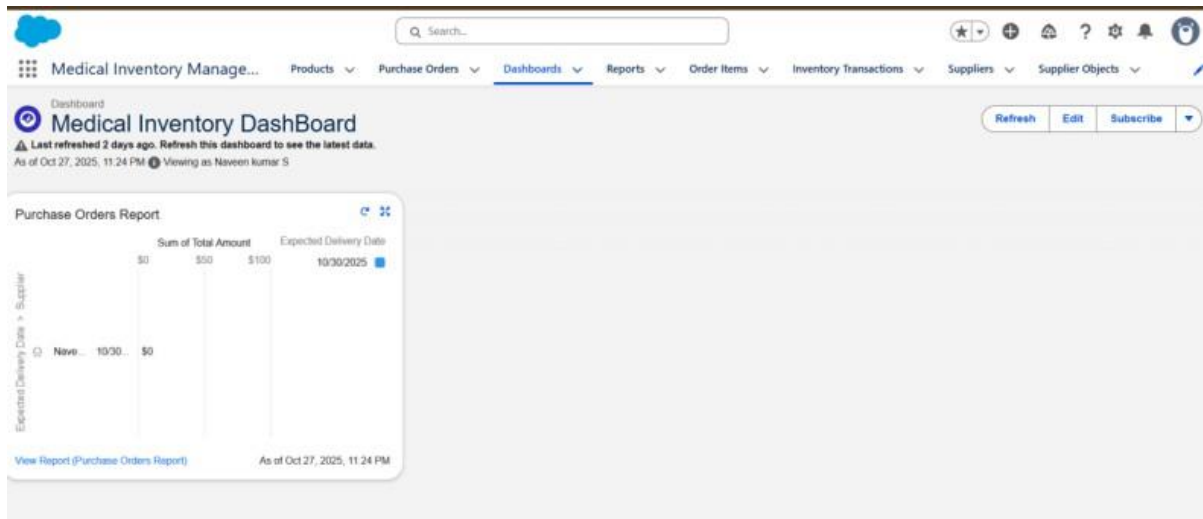 Search...
Medical Inventory Manage... Products Purchase Orders Dashboards Reports Order Items Inventory Transactions Suppliers Supplier Objects
Dashboard
Medical Inventory DashBoard
Last refreshed 2 days ago. Refresh this dashboard to see the latest data.
As of Oct 27, 2025, 11:24 PM Viewing as Naveen kumar S
Refresh Edit Subscribe
Purchase Orders Report
Sum of Total Amount Expected Delivery Date
$0 $50 $100 10/30/2025
Expected Delivery Date > Supplier
Nave... 10/30... $0
View Report (Purchase Orders Report) As of Oct 27, 2025, 11:24 PM